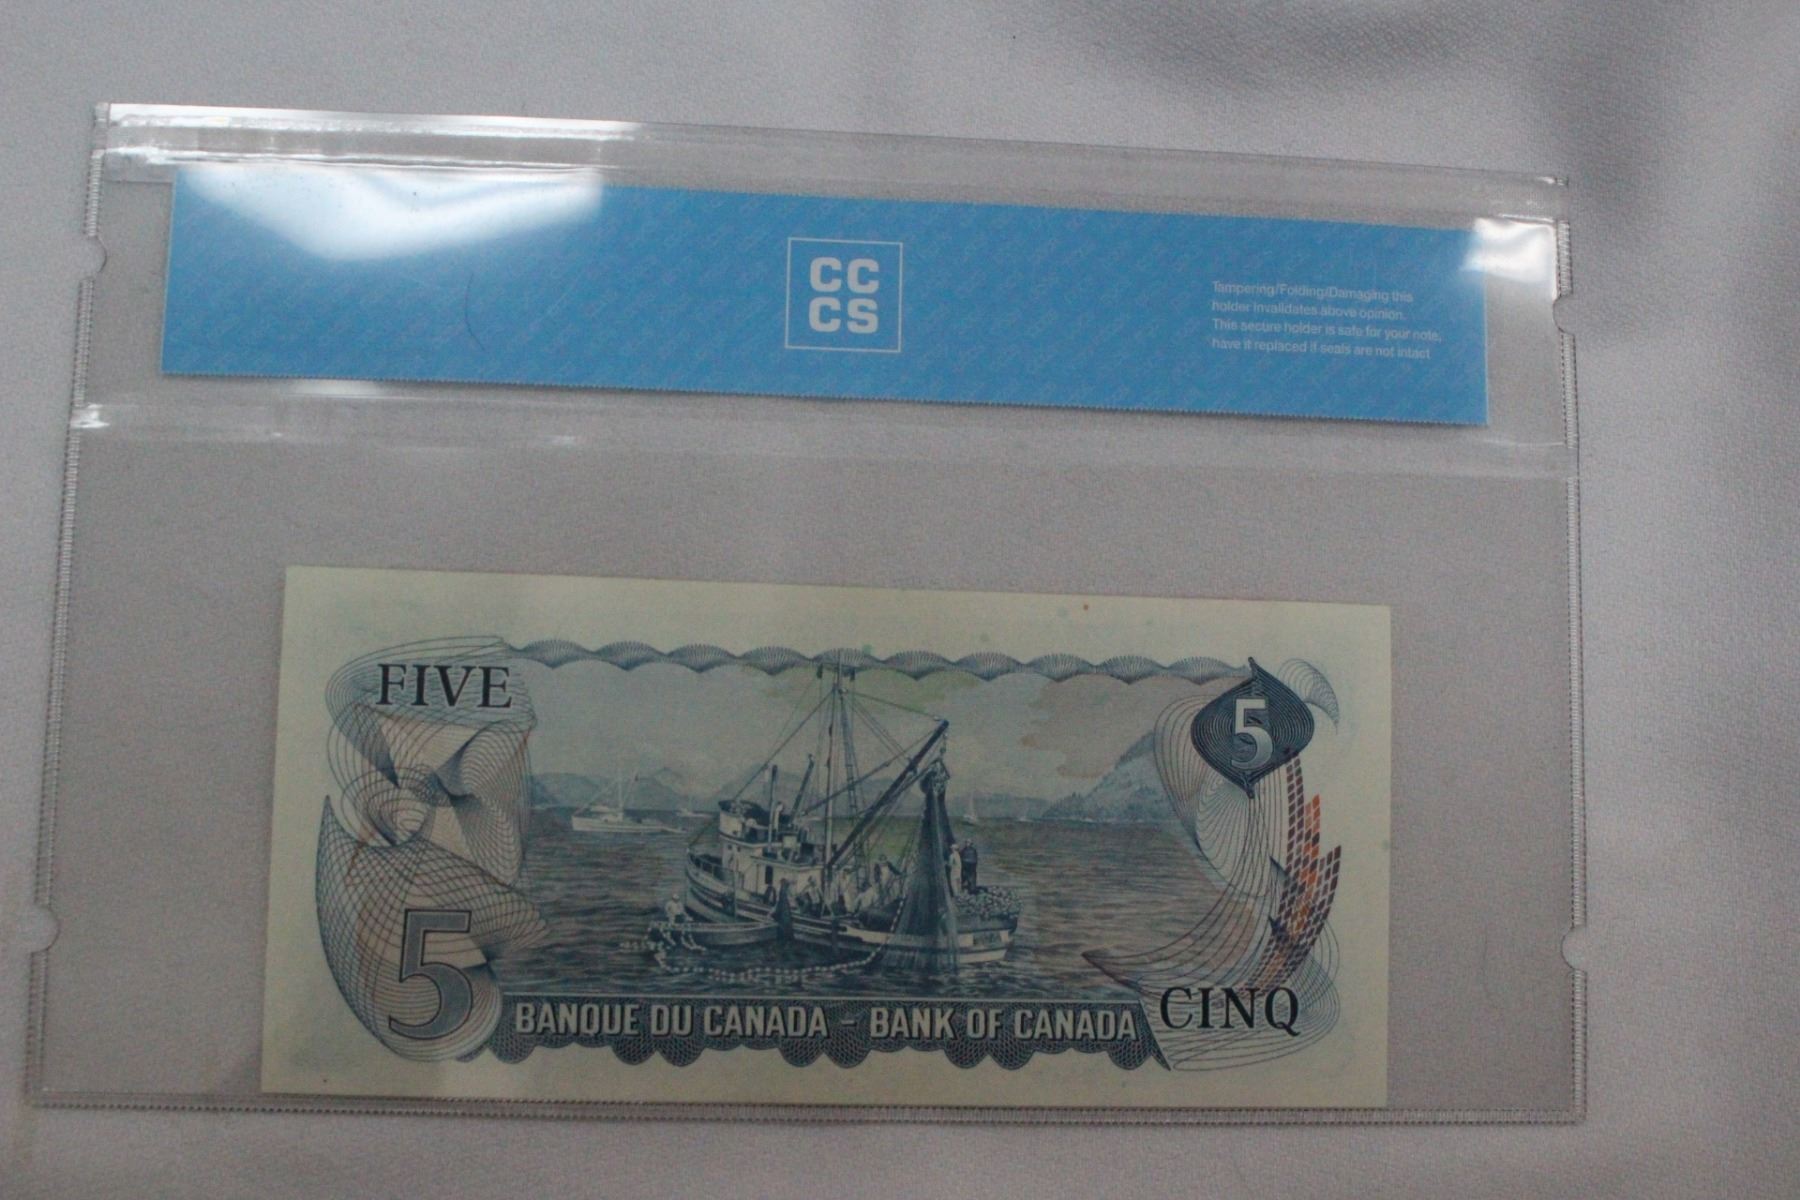 CC
CS
Tampering/Folding/Damaging this
holder invalidates above opinion.
This secure holder is safe for your note,
have it replaced if seals are not intact
FIVE
5
5
BANQUE DU CANADA - BANK OF CANADA
CINQ